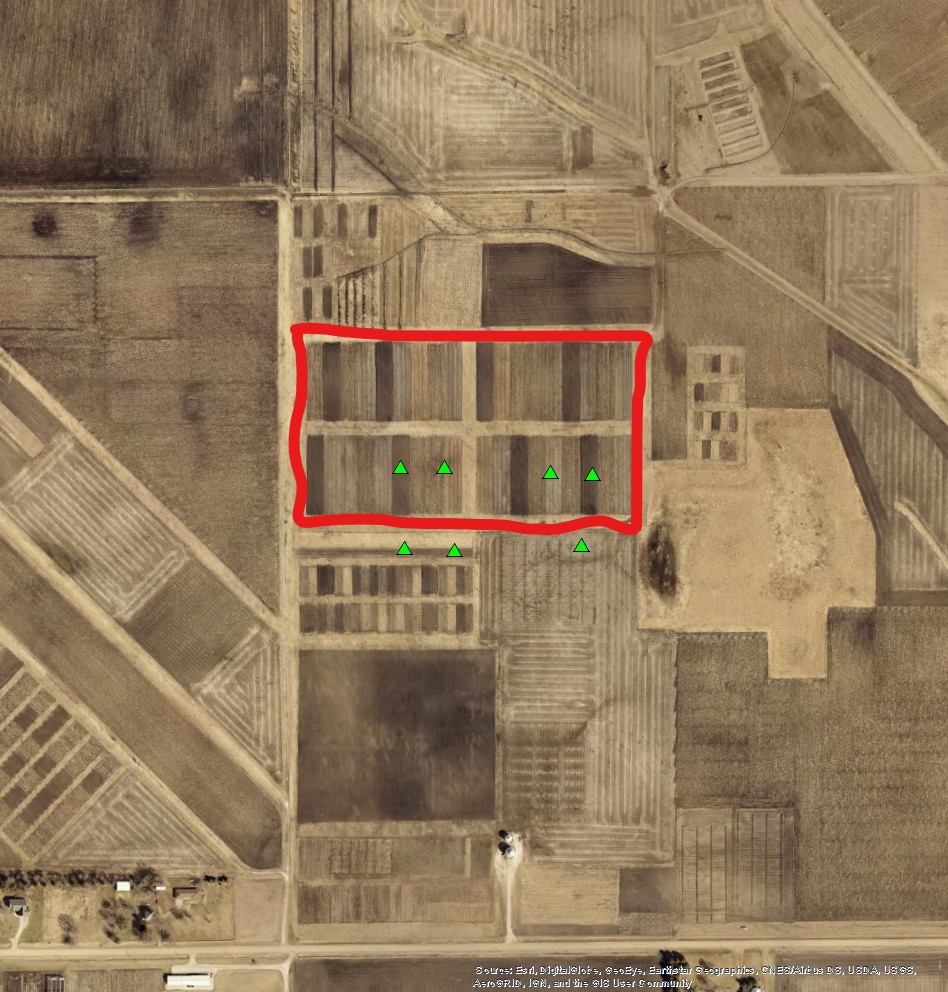 Source: Esri, DigitalGlobe, GeoEye, Earthstar Geographics, CNES/Airbus DS, USDA, USGS,
AeroGRID, IGN, and the GIS User Community